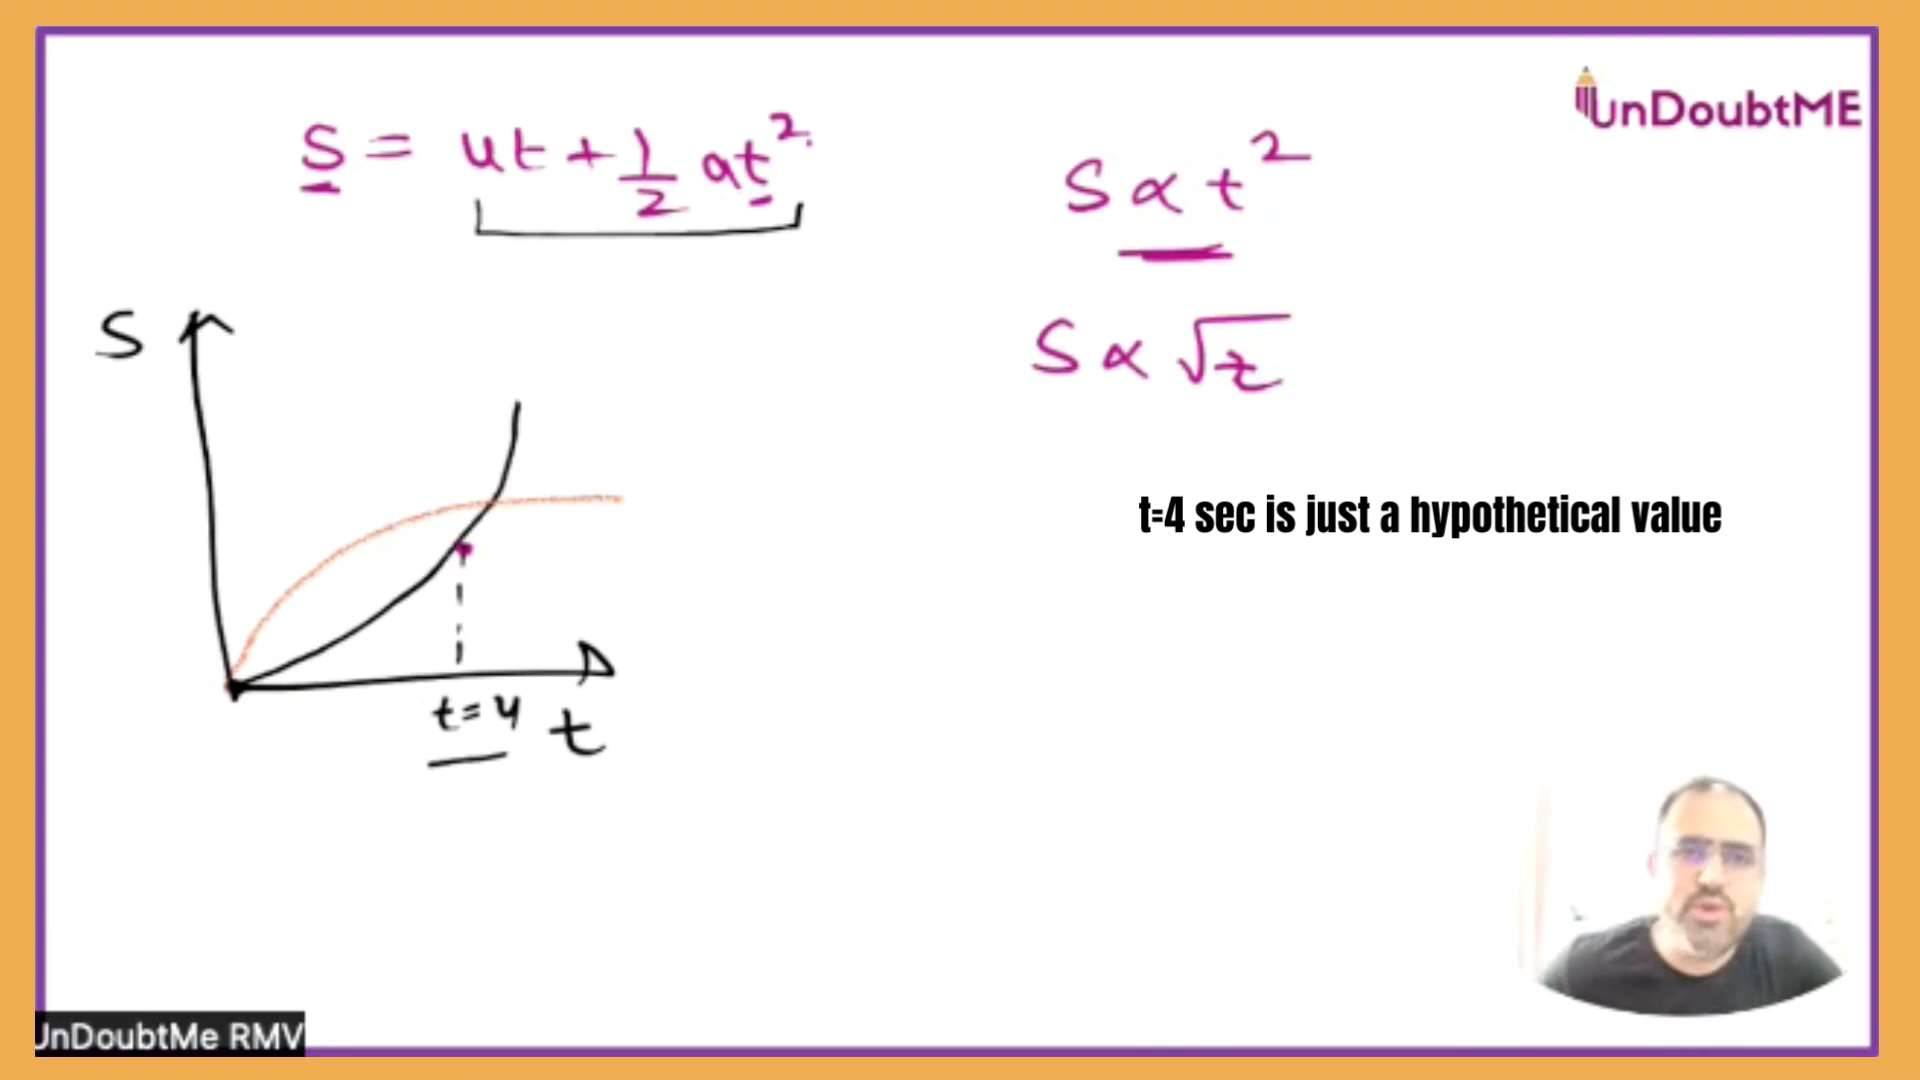 UnDoubtME
S = ut + 1/2 at²
S ∝ t²
S ∝ √t
S
t=4 sec is just a hypothetical value
t=4
t
UnDoubtMe RMV